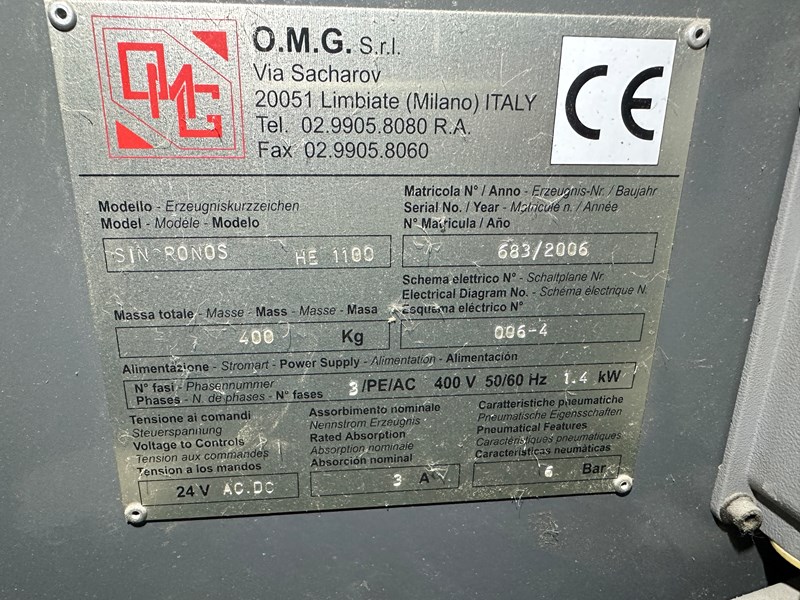 OMG
O.M.G. S.r.l.
Via Sacharov
20051 Limbiate (Milano) ITALY
Tel. 02.9905.8080 R.A.
Fax 02.9905.8060
CE
Modello - Erzeugniskurzzeichen
Model - Modéle - Modelo
SINCRONOS HE 1100
Matricola N° / Anno - Erzeugnis-Nr. / Baujahr
Serial No. / Year - Matricule n. / Année
N° Matricula / Año
683/2006
Massa totale - Masse - Mass - Masse - Masa
400 Kg
Schema elettrico N° - Schaltplane Nr.
Electrical Diagram No. - Schéma électrique N.
Esquema eléctrico N°
006-4
Alimentazione - Stromart - Power Supply - Alimentation - Alimentación
N° fasi - Phasennummer
Phases - N. de phases - N° fases
3/PE/AC 400 V 50/60 Hz 1.4 kW
Tensione ai comandi
Steuerspannung
Voltage to Controls
Tension aux commandes
Tension a los mandos
24 V AC.DC
Assorbimento nominale
Nennstrom Erzeugnis
Rated Absorption
Absorption nominale
Absorción nominal
3 A
Caratteristiche pneumatiche
Pneumatische Eigenschaften
Pneumatical Features
Caractéristiques pneumatiques
Características neumáticas
6 Bar